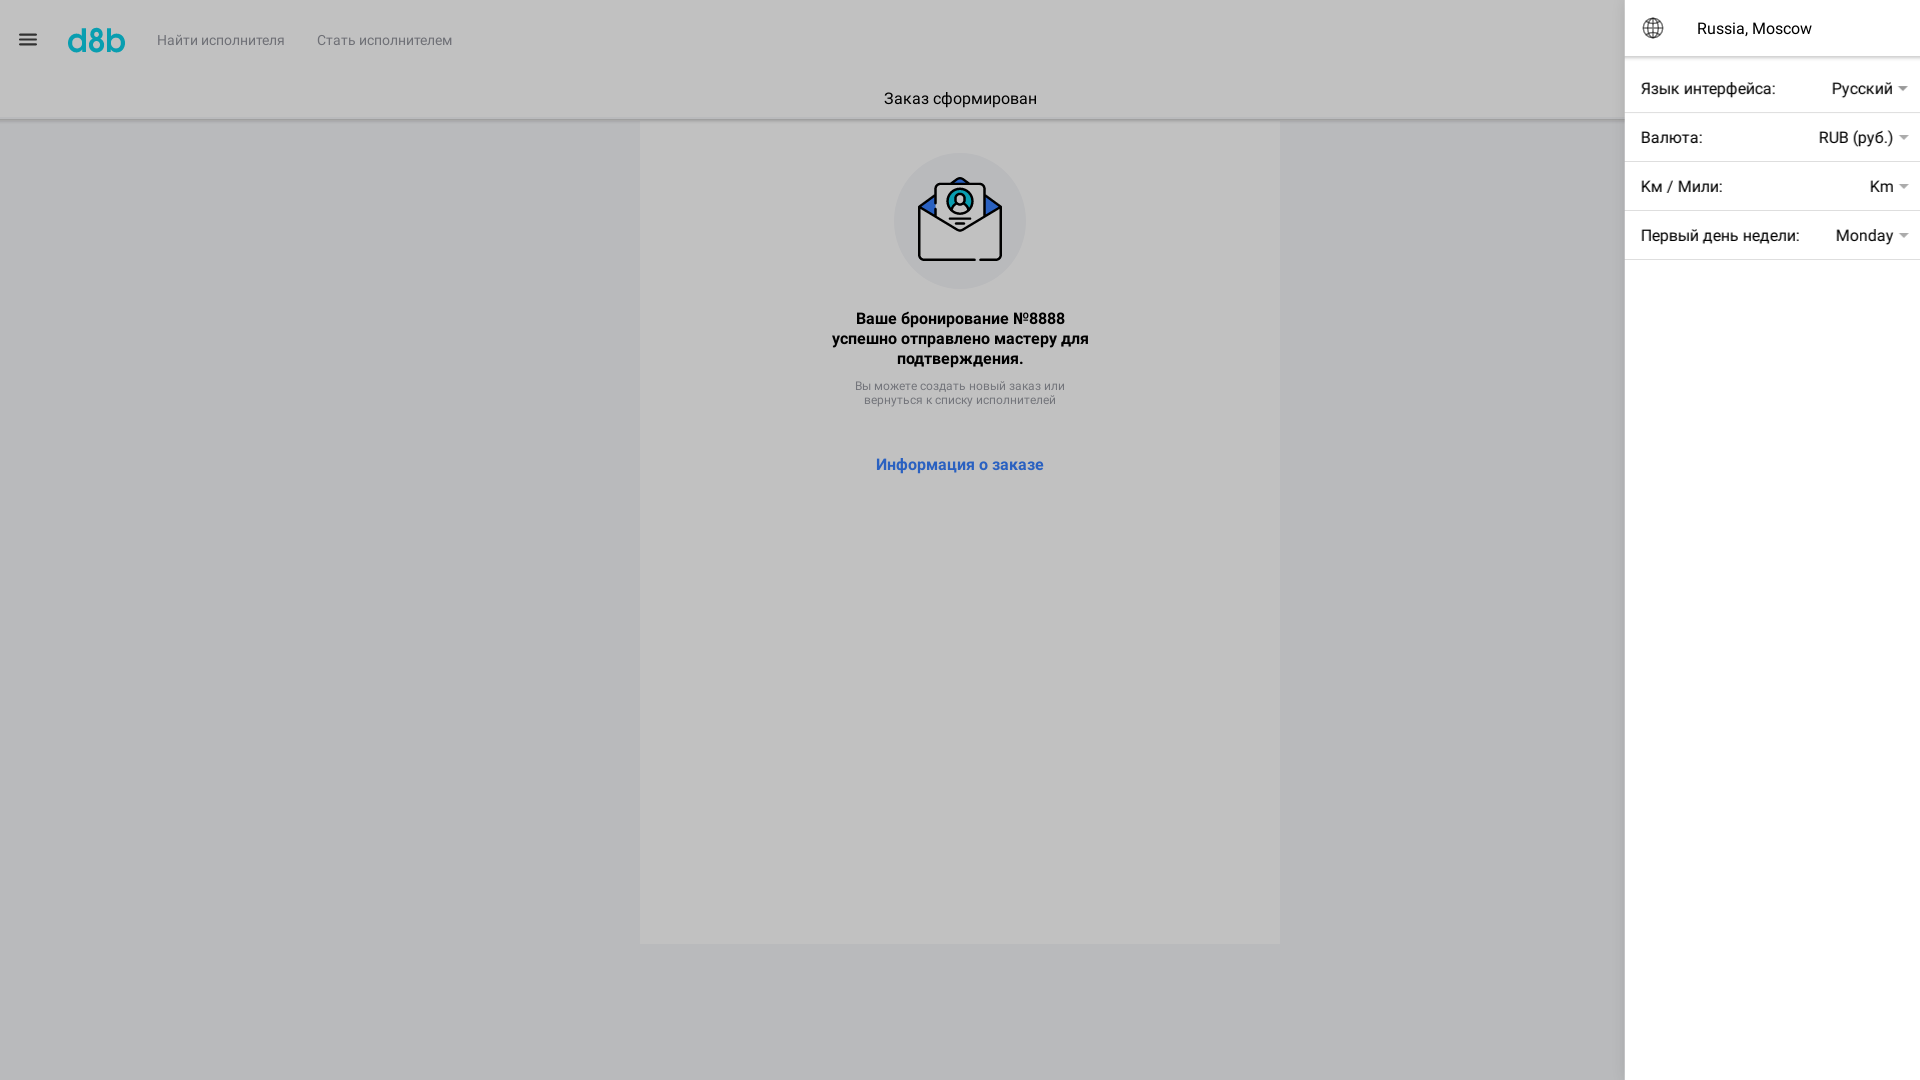 d8b
Найти исполнителя
Стать исполнителем
Заказ сформирован
Ваше бронирование №8888
успешно отправлено мастеру для
подтверждения.
Вы можете создать новый заказ или
вернуться к списку исполнителей
Информация о заказе
Russia, Moscow
Язык интерфейса: Русский
Валюта: RUB (руб.)
Км / Мили: Km
Первый день недели: Monday